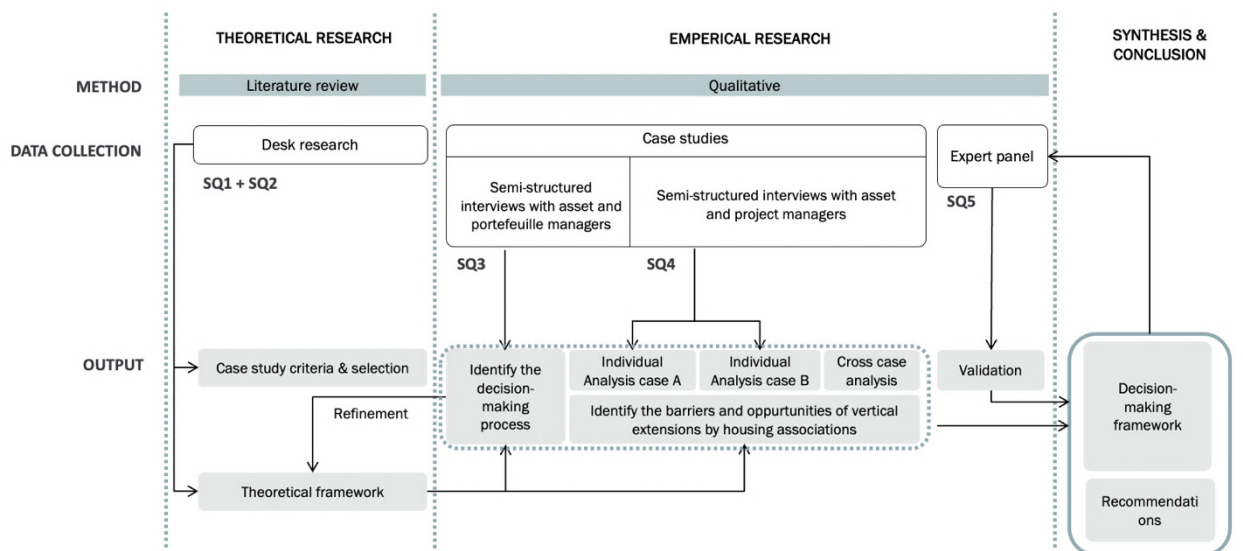 THEORETICAL RESEARCH
EMPERICAL RESEARCH
SYNTHESIS &
CONCLUSION
METHOD
Literature review
Qualitative
DATA COLLECTION
Desk research
SQ1 + SQ2
Case studies
Semi-structured
interviews with asset and
portefeuille managers
Semi-structured interviews with asset
and project managers
Expert panel
SQ3
SQ4
SQ5
OUTPUT
Case study criteria & selection
Identify the
decision-
making
process
Individual
Analysis case A
Individual
Analysis case B
Cross case
analysis
Validation
Identify the barriers and oppurtunities of vertical
extensions by housing associations
Refinement
Theoretical framework
Decision-
making
framework
Recommendati
ons